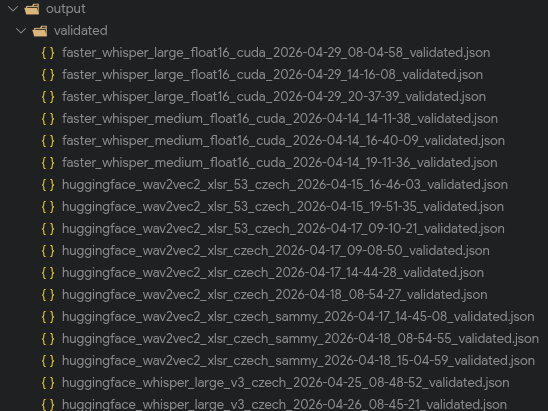 output
validated
{ } faster_whisper_large_float16_cuda_2026-04-29_08-04-58_validated.json
{ } faster_whisper_large_float16_cuda_2026-04-29_14-16-08_validated.json
{ } faster_whisper_large_float16_cuda_2026-04-29_20-37-39_validated.json
{ } faster_whisper_medium_float16_cuda_2026-04-14_14-11-38_validated.json
{ } faster_whisper_medium_float16_cuda_2026-04-14_16-40-09_validated.json
{ } faster_whisper_medium_float16_cuda_2026-04-14_19-11-36_validated.json
{ } huggingface_wav2vec2_xlsr_53_czech_2026-04-15_16-46-03_validated.json
{ } huggingface_wav2vec2_xlsr_53_czech_2026-04-15_19-51-35_validated.json
{ } huggingface_wav2vec2_xlsr_53_czech_2026-04-17_09-10-21_validated.json
{ } huggingface_wav2vec2_xlsr_czech_2026-04-17_09-08-50_validated.json
{ } huggingface_wav2vec2_xlsr_czech_2026-04-17_14-44-28_validated.json
{ } huggingface_wav2vec2_xlsr_czech_2026-04-18_08-54-27_validated.json
{ } huggingface_wav2vec2_xlsr_czech_sammy_2026-04-17_14-45-08_validated.json
{ } huggingface_wav2vec2_xlsr_czech_sammy_2026-04-18_08-54-55_validated.json
{ } huggingface_wav2vec2_xlsr_czech_sammy_2026-04-18_15-04-59_validated.json
{ } huggingface_whisper_large_v3_czech_2026-04-25_08-48-52_validated.json
{ } huggingface_whisper_large_v3_czech_2026-04-26_08-45-21_validated.json